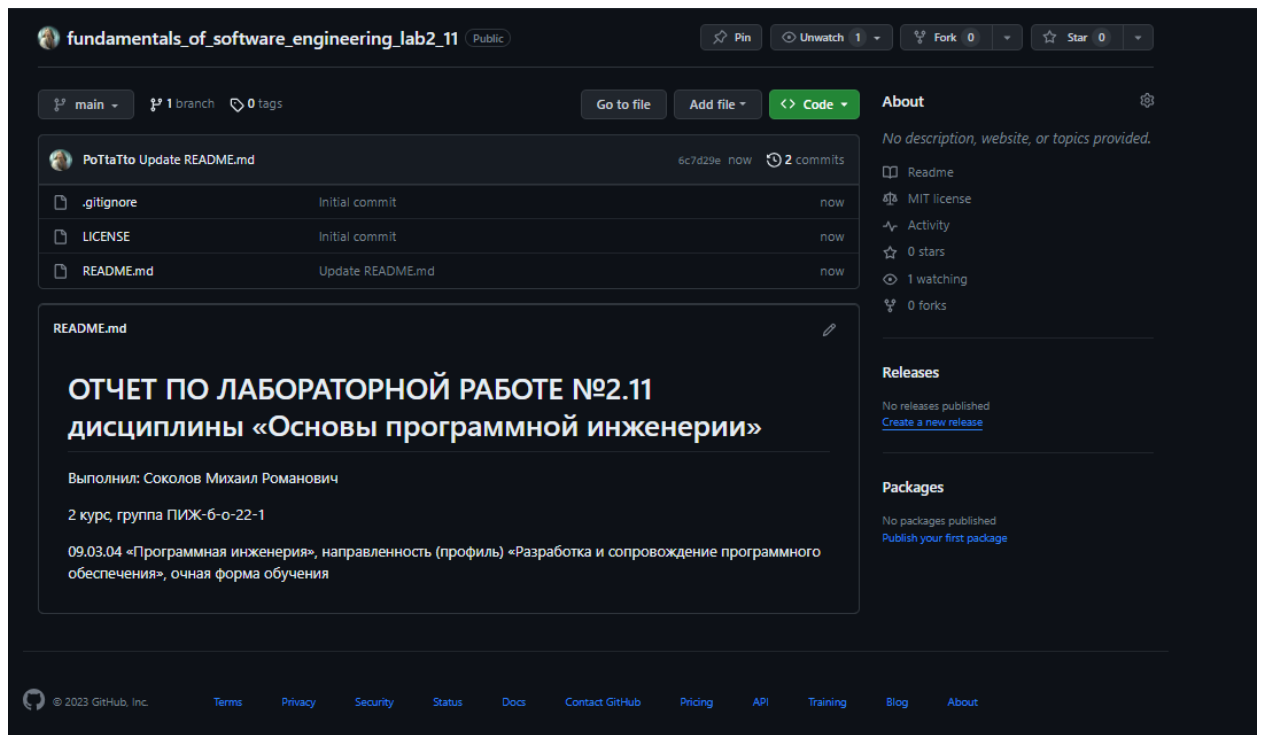 fundamentals_of_software_engineering_lab2_11 Public Pin Unwatch 1 Fork 0 Star 0
main 1 branch 0 tags Go to file Add file Code
PoTtaTto Update README.md 6c7d29e now 2 commits
.gitignore Initial commit now
LICENSE Initial commit now
README.md Update README.md now
README.md
ОТЧЕТ ПО ЛАБОРАТОРНОЙ РАБОТЕ №2.11
дисциплины «Основы программной инженерии»
Выполнил: Соколов Михаил Романович
2 курс, группа ПИЖ-б-о-22-1
09.03.04 «Программная инженерия», направленность (профиль) «Разработка и сопровождение программного
обеспечения», очная форма обучения
About
No description, website, or topics provided.
Readme
MIT license
Activity
0 stars
1 watching
0 forks
Releases
No releases published
Create a new release
Packages
No packages published
Publish your first package
© 2023 GitHub, Inc. Terms Privacy Security Status Docs Contact GitHub Pricing API Training Blog About